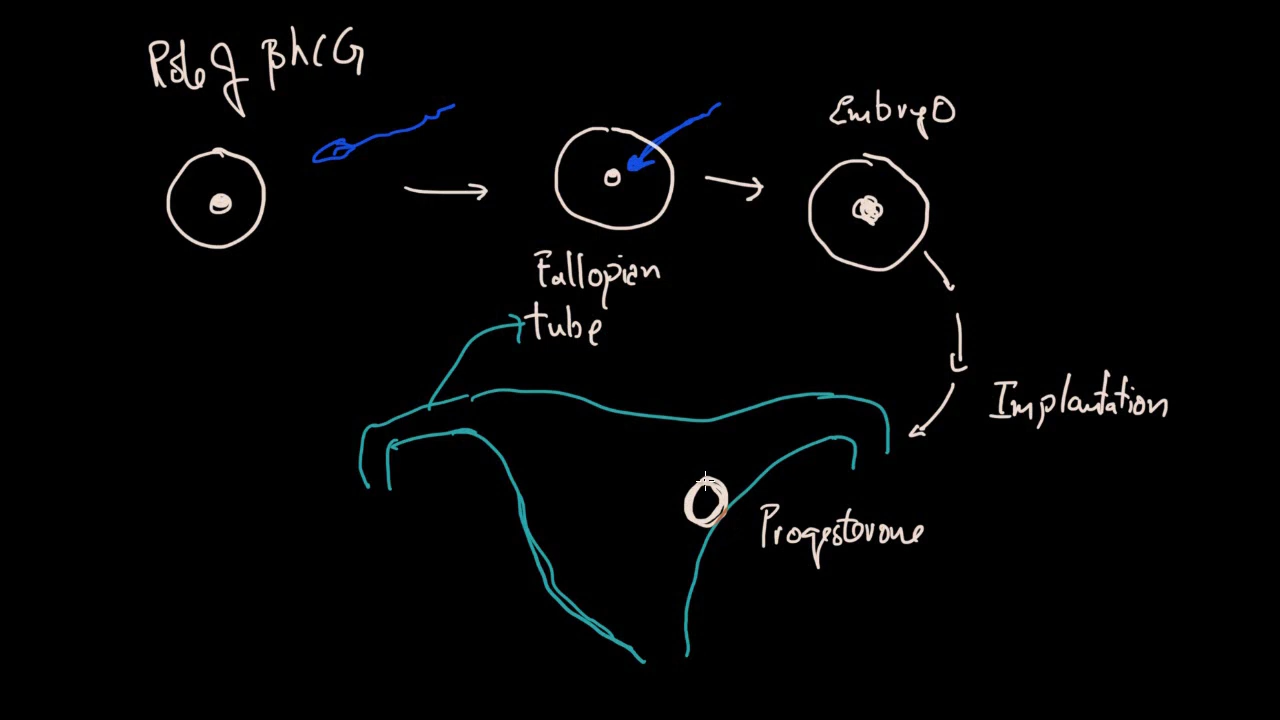 Role of βhCG
Embryo
Fallopian
tube
Implantation
Progesterone